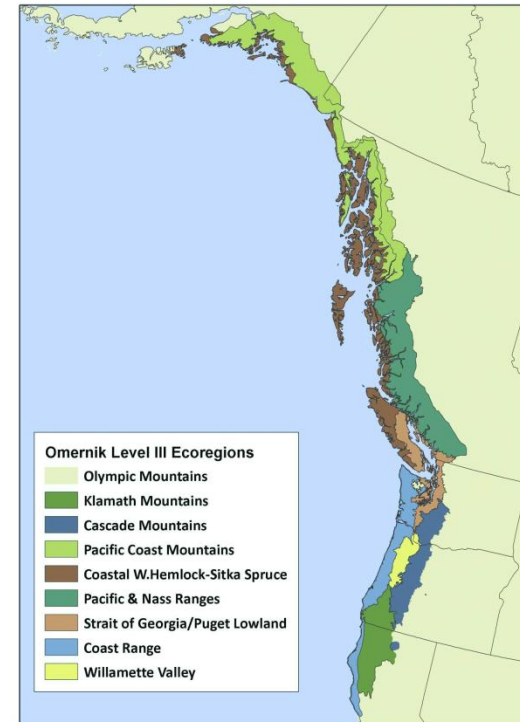 Omernik Level III Ecoregions
Olympic Mountains
Klamath Mountains
Cascade Mountains
Pacific Coast Mountains
Coastal W.Hemlock-Sitka Spruce
Pacific & Nass Ranges
Strait of Georgia/Puget Lowland
Coast Range
Willamette Valley